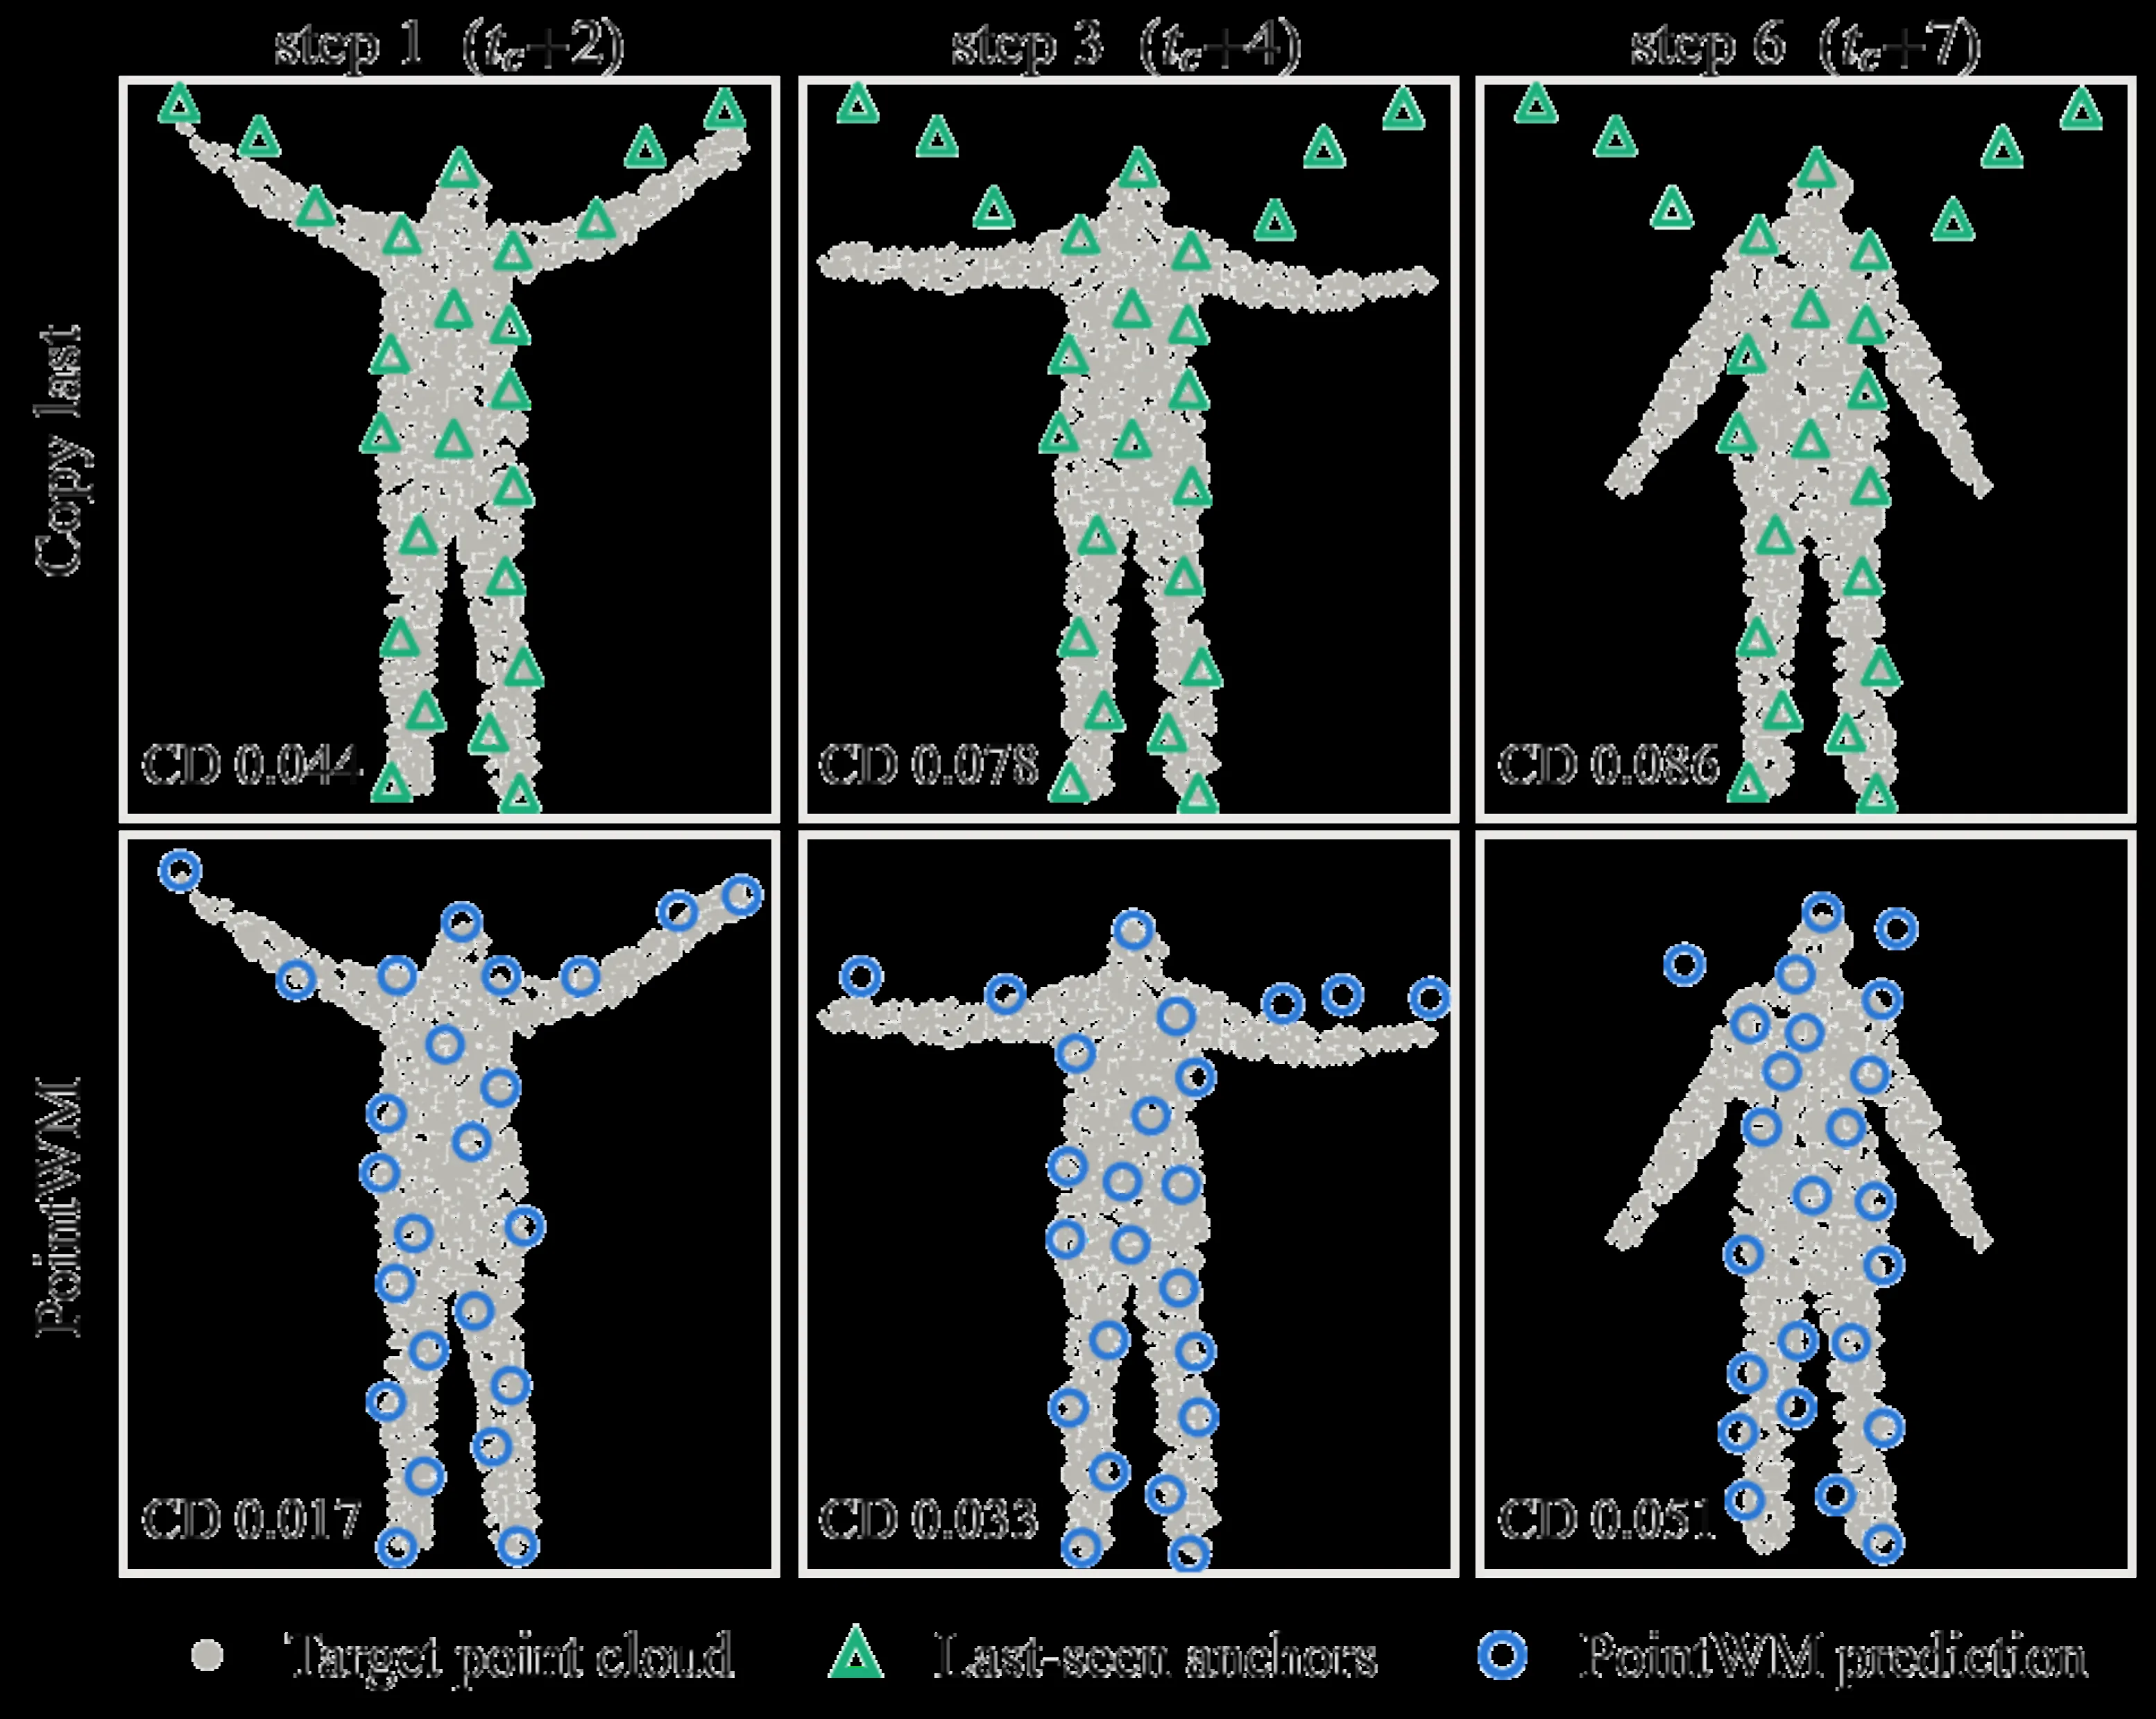 step 1 (t_c+2) step 3 (t_c+4) step 6 (t_c+7)
Copy last
CD 0.044 CD 0.078 CD 0.086
PointWM
CD 0.017 CD 0.033 CD 0.051
Target point cloud Last-seen anchors PointWM prediction